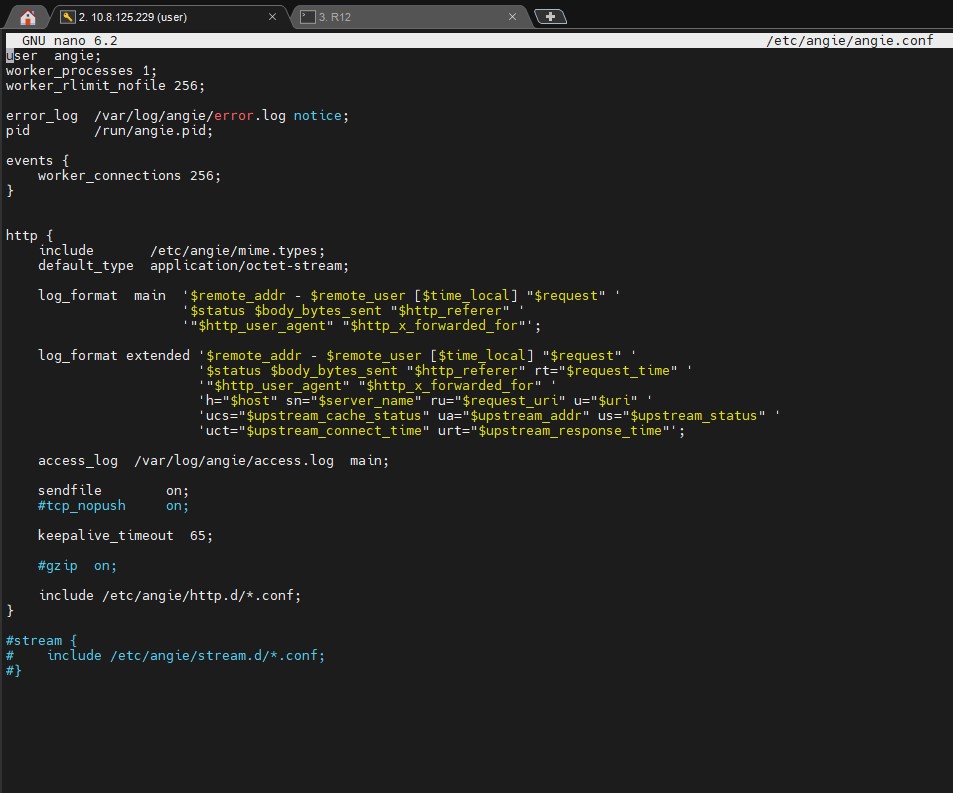 2. 10.8.125.229 (user)
3. R12
GNU nano 6.2 /etc/angie/angie.conf
user  angie;
worker_processes 1;
worker_rlimit_nofile 256;
error_log  /var/log/angie/error.log notice;
pid        /run/angie.pid;
events {
    worker_connections 256;
}
http {
    include       /etc/angie/mime.types;
    default_type  application/octet-stream;
    log_format  main  '$remote_addr - $remote_user [$time_local] "$request" '
                      '$status $body_bytes_sent "$http_referer" '
                      '"$http_user_agent" "$http_x_forwarded_for"';
    log_format extended '$remote_addr - $remote_user [$time_local] "$request" '
                        '$status $body_bytes_sent "$http_referer" rt="$request_time" '
                        '"$http_user_agent" "$http_x_forwarded_for" '
                        'h="$host" sn="$server_name" ru="$request_uri" u="$uri" '
                        'ucs="$upstream_cache_status" ua="$upstream_addr" us="$upstream_status" '
                        'uct="$upstream_connect_time" urt="$upstream_response_time"';
    access_log  /var/log/angie/access.log  main;
    sendfile        on;
    #tcp_nopush     on;
    keepalive_timeout  65;
    #gzip  on;
    include /etc/angie/http.d/*.conf;
}
#stream {
#    include /etc/angie/stream.d/*.conf;
#}